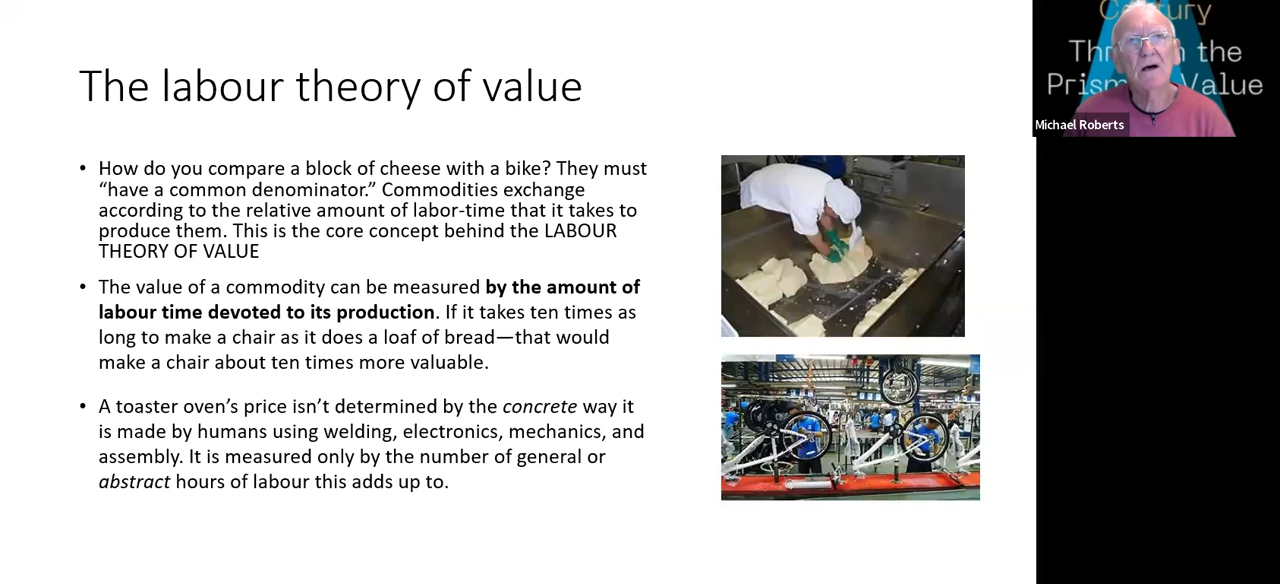 The labour theory of value
• How do you compare a block of cheese with a bike? They must
“have a common denominator.” Commodities exchange
according to the relative amount of labor-time that it takes to
produce them. This is the core concept behind the LABOUR
THEORY OF VALUE
• The value of a commodity can be measured by the amount of
labour time devoted to its production. If it takes ten times as
long to make a chair as it does a loaf of bread—that would
make a chair about ten times more valuable.
• A toaster oven’s price isn’t determined by the concrete way it
is made by humans using welding, electronics, mechanics, and
assembly. It is measured only by the number of general or
abstract hours of labour this adds up to.
the
Value
Michael Roberts